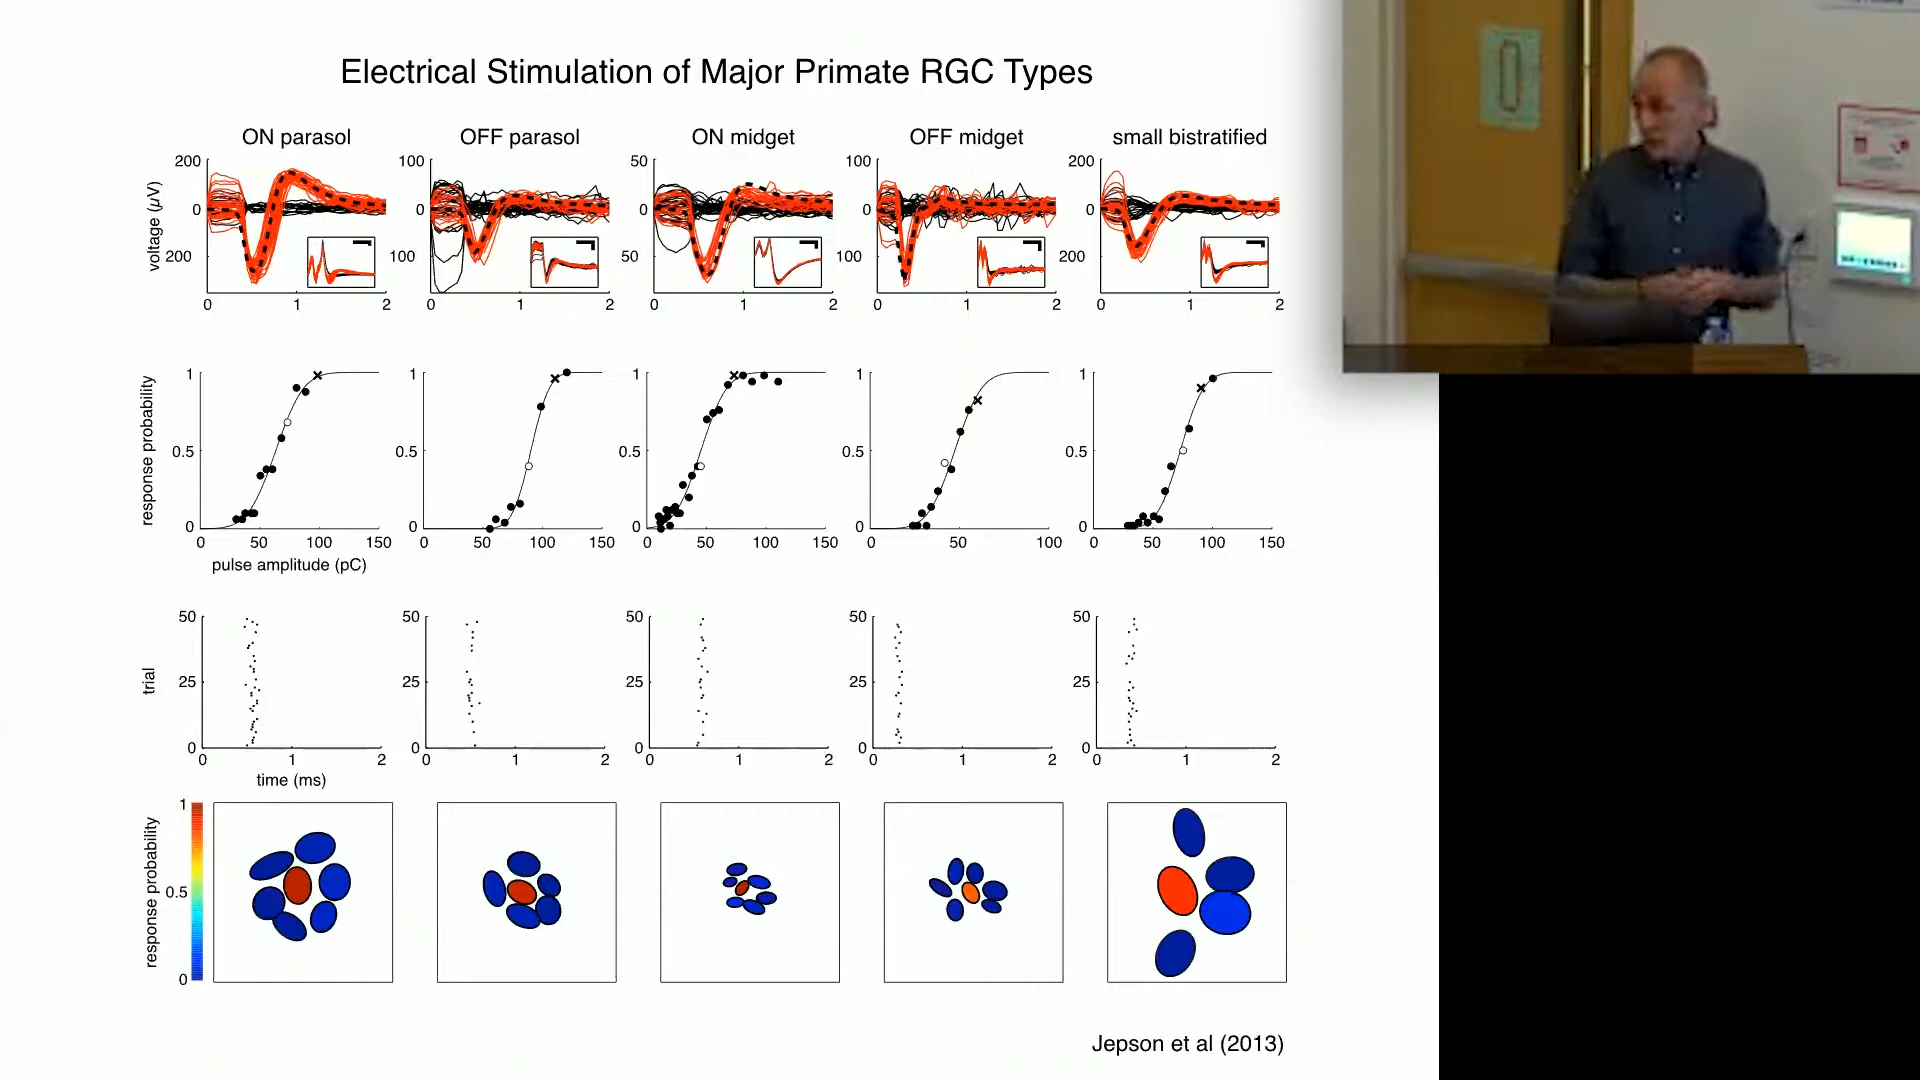 Electrical Stimulation of Major Primate RGC Types
ON parasol OFF parasol ON midget OFF midget small bistratified
voltage (µV)
200 0 200
0 1 2
100 0 100
0 1 2
50 0 50
0 1 2
100 0 100
0 1 2
200 0 200
0 1 2
response probability
1 0.5 0
0 50 100 150
pulse amplitude (pC)
1 0.5 0
0 50 100 150
1 0.5 0
0 50 100 150
1 0.5 0
0 50 100
1 0.5 0
0 50 100 150
trial
50 25 0
0 1 2
time (ms)
50 25 0
0 1 2
50 25 0
0 1 2
50 25 0
0 1 2
50 25 0
0 1 2
response probability
1 0.5 0
Jepson et al (2013)